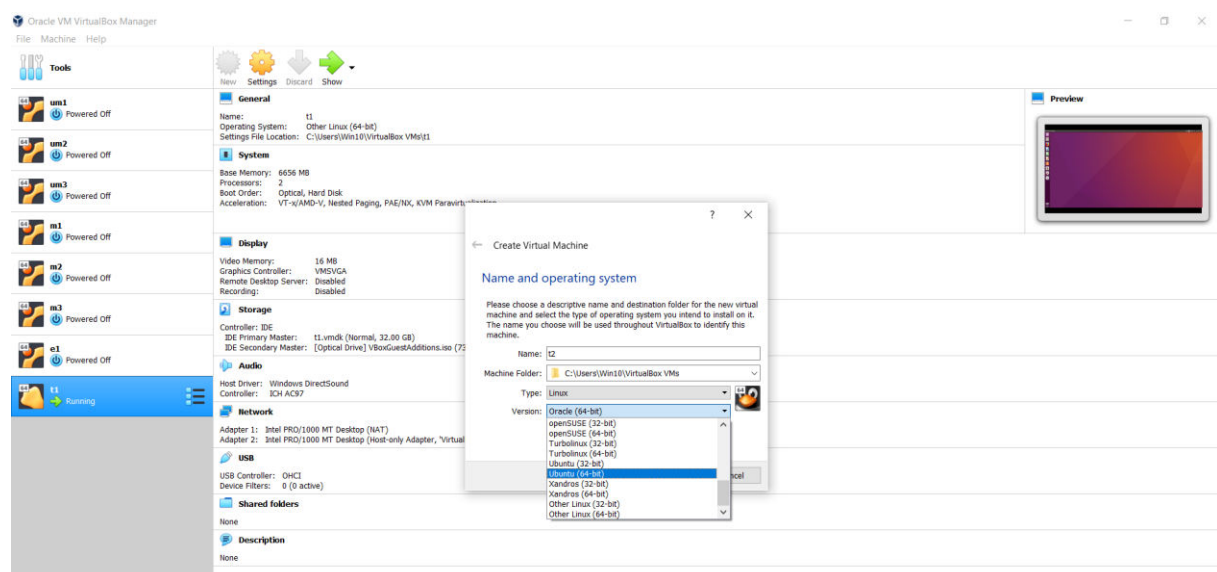 Oracle VM VirtualBox Manager
File Machine Help
Tools
New Settings Discard Show
64 um1
Powered Off
64 um2
Powered Off
64 um3
Powered Off
64 m1
Powered Off
64 m2
Powered Off
64 m3
Powered Off
64 e1
Powered Off
64 t1
Running
General
Name: t1
Operating System: Other Linux (64-bit)
Settings File Location: C:\Users\Win10\VirtualBox VMs\t1
System
Base Memory: 6656 MB
Processors: 2
Boot Order: Optical, Hard Disk
Acceleration: VT-x/AMD-V, Nested Paging, PAE/NX, KVM Paravirtualization
Display
Video Memory: 16 MB
Graphics Controller: VMSVGA
Remote Desktop Server: Disabled
Recording: Disabled
Storage
Controller: IDE
IDE Primary Master: t1.vmdk (Normal, 32.00 GB)
IDE Secondary Master: [Optical Drive] VBoxGuestAdditions.iso (73
Audio
Host Driver: Windows DirectSound
Controller: ICH AC97
Network
Adapter 1: Intel PRO/1000 MT Desktop (NAT)
Adapter 2: Intel PRO/1000 MT Desktop (Host-only Adapter, 'Virtual
USB
USB Controller: OHCI
Device Filters: 0 (0 active)
Shared folders
None
Description
None
Preview
?
Create Virtual Machine
Name and operating system
Please choose a descriptive name and destination folder for the new virtual
machine and select the type of operating system you intend to install on it.
The name you choose will be used throughout VirtualBox to identify this
machine.
Name: t2
Machine Folder: C:\Users\Win10\VirtualBox VMs
Type: Linux
64
Version: Oracle (64-bit)
openSUSE (32-bit)
openSUSE (64-bit)
Turbolinux (32-bit)
Turbolinux (64-bit)
Ubuntu (32-bit)
Ubuntu (64-bit)
Xandros (32-bit)
Xandros (64-bit)
Other Linux (32-bit)
Other Linux (64-bit)
ncel